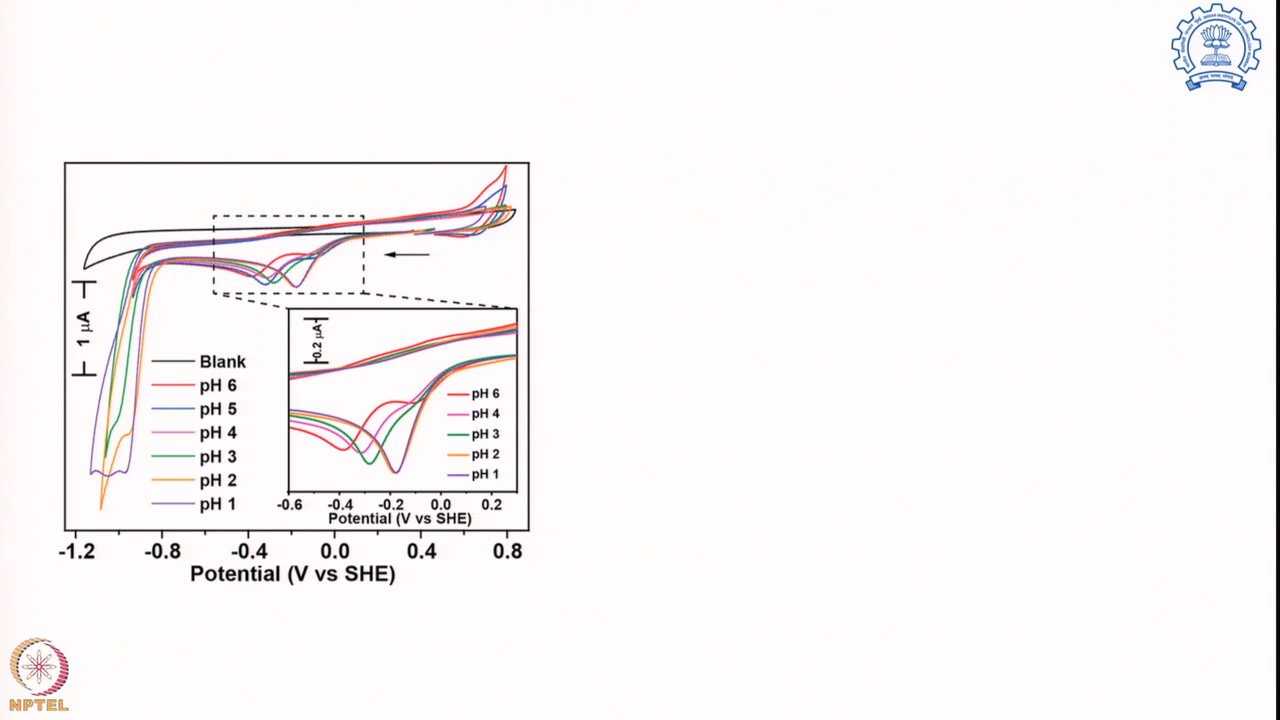 1 µA
Blank
pH 6
pH 5
pH 4
pH 3
pH 2
pH 1
0.2 µA
pH 6
pH 4
pH 3
pH 2
pH 1
-0.6 -0.4 -0.2 0.0 0.2
Potential (V vs SHE)
-1.2 -0.8 -0.4 0.0 0.4 0.8
Potential (V vs SHE)
NPTEL